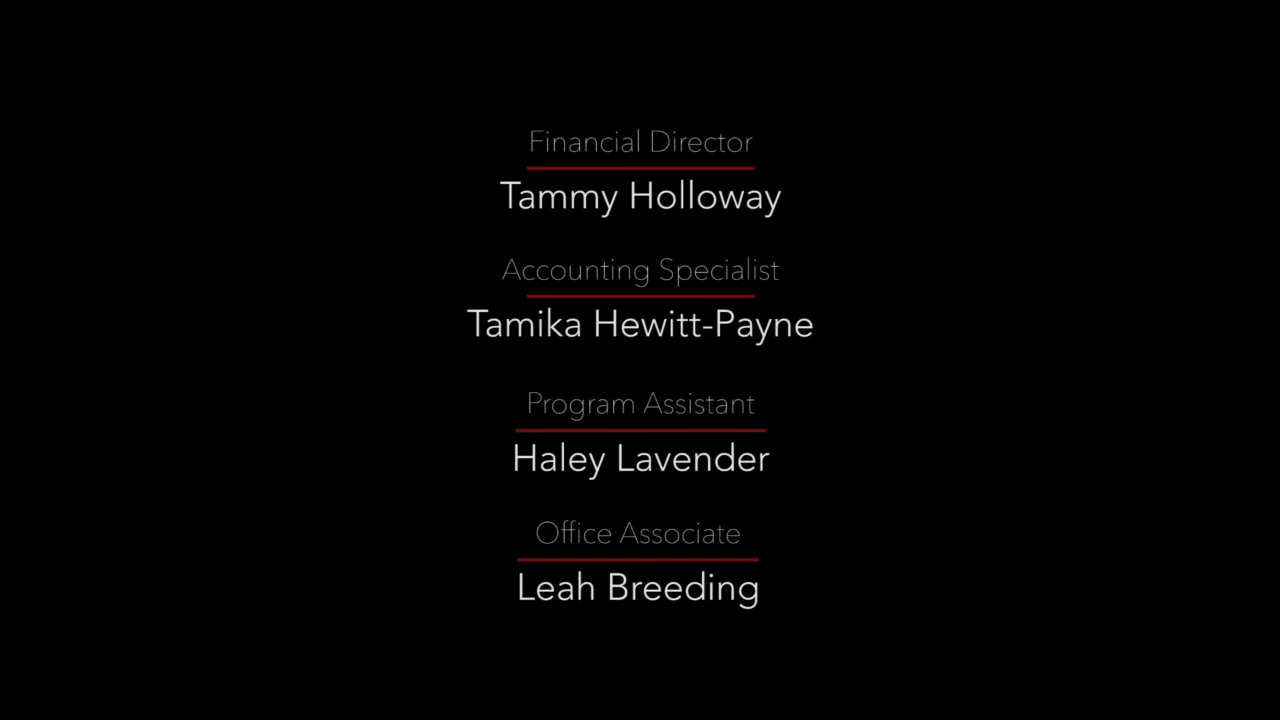 Financial Director
Tammy Holloway
Accounting Specialist
Tamika Hewitt-Payne
Program Assistant
Haley Lavender
Office Associate
Leah Breeding